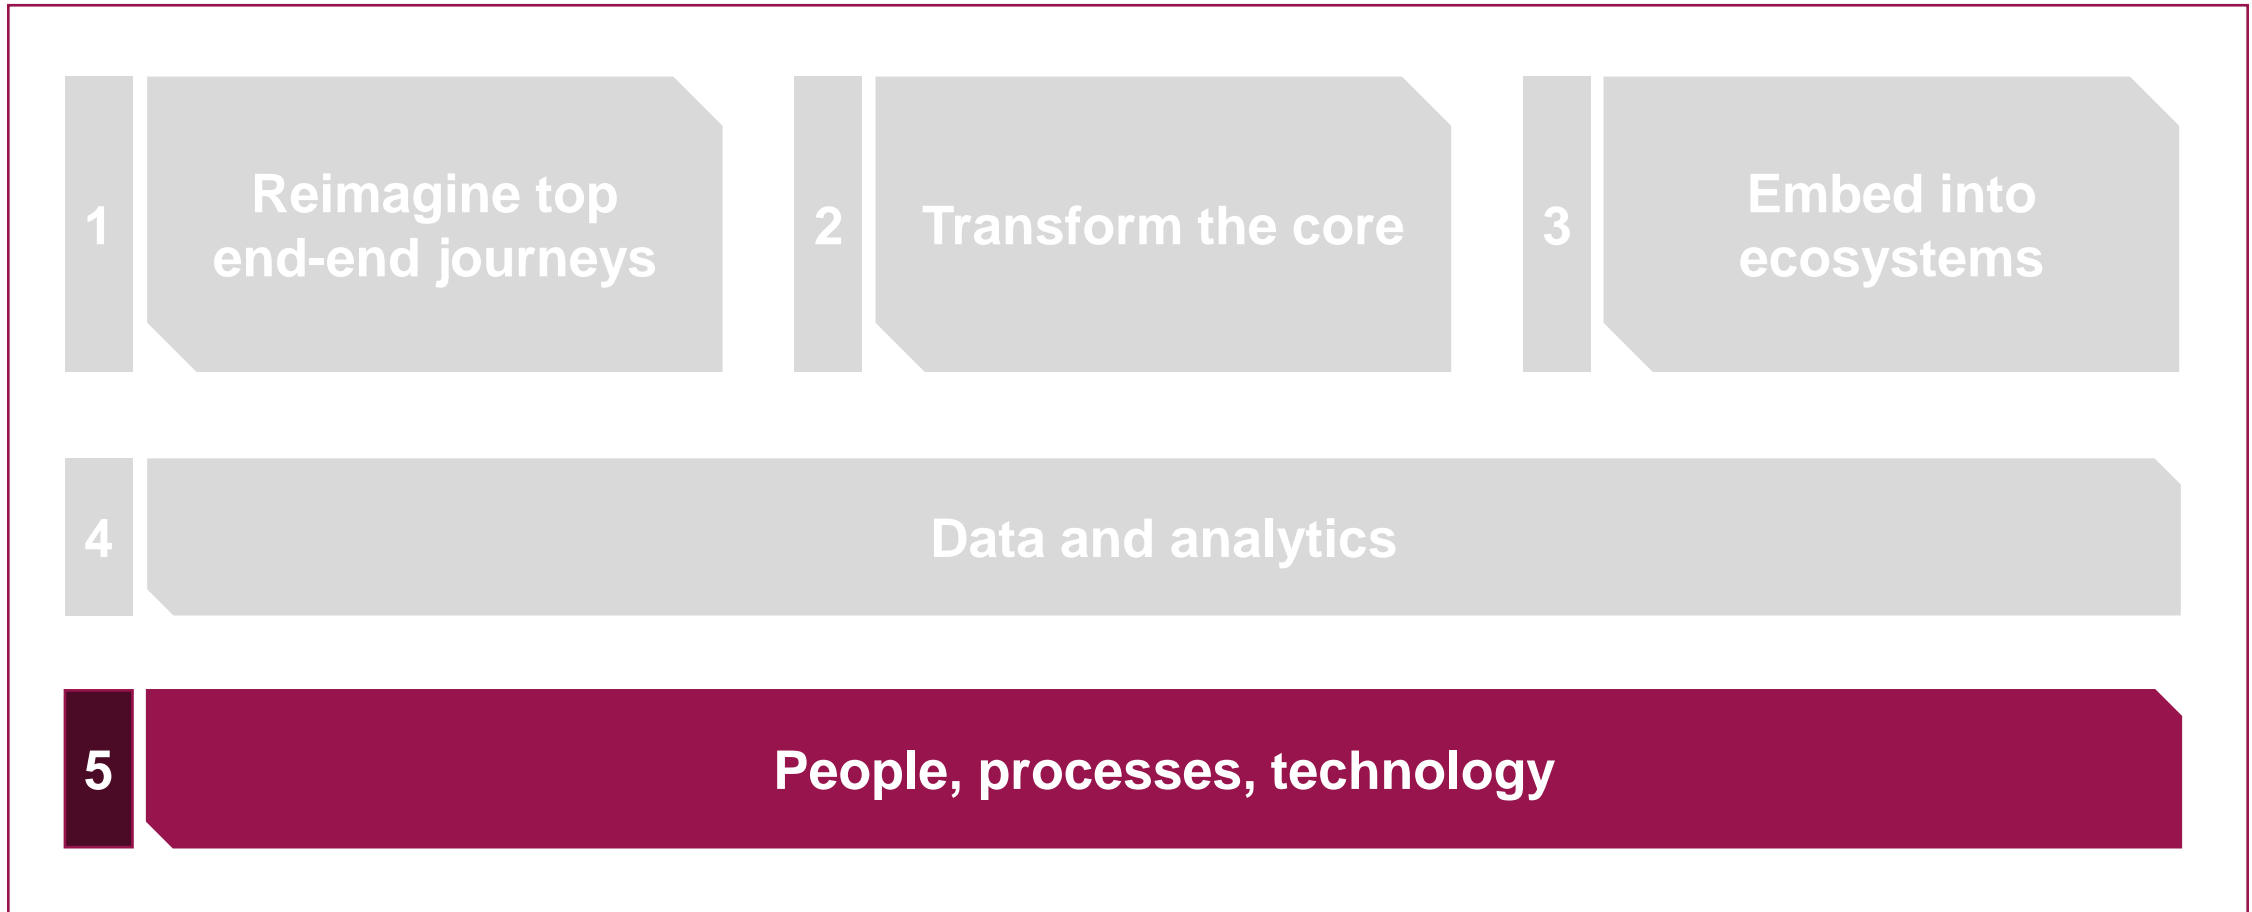 1
Reimagine top
end-end journeys
2
Transform the core
3
Embed into
ecosystems
4
Data and analytics
5
People, processes, technology